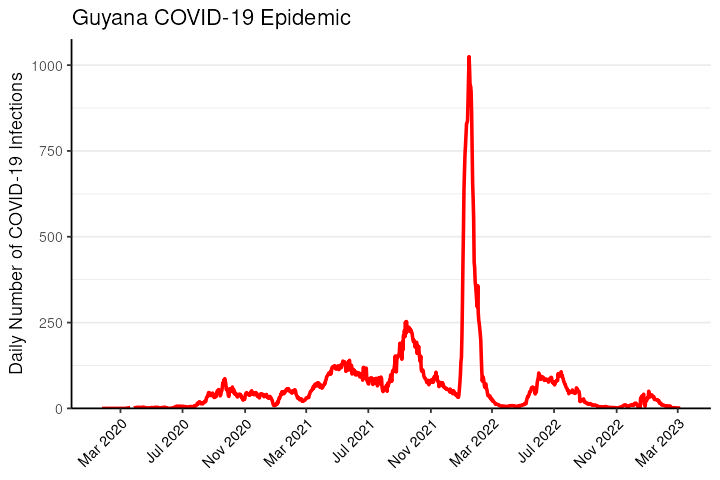 Guyana COVID-19 Epidemic
Daily Number of COVID-19 Infections
1000
750
500
250
0
Mar 2020
Jul 2020
Nov 2020
Mar 2021
Jul 2021
Nov 2021
Mar 2022
Jul 2022
Nov 2022
Mar 2023